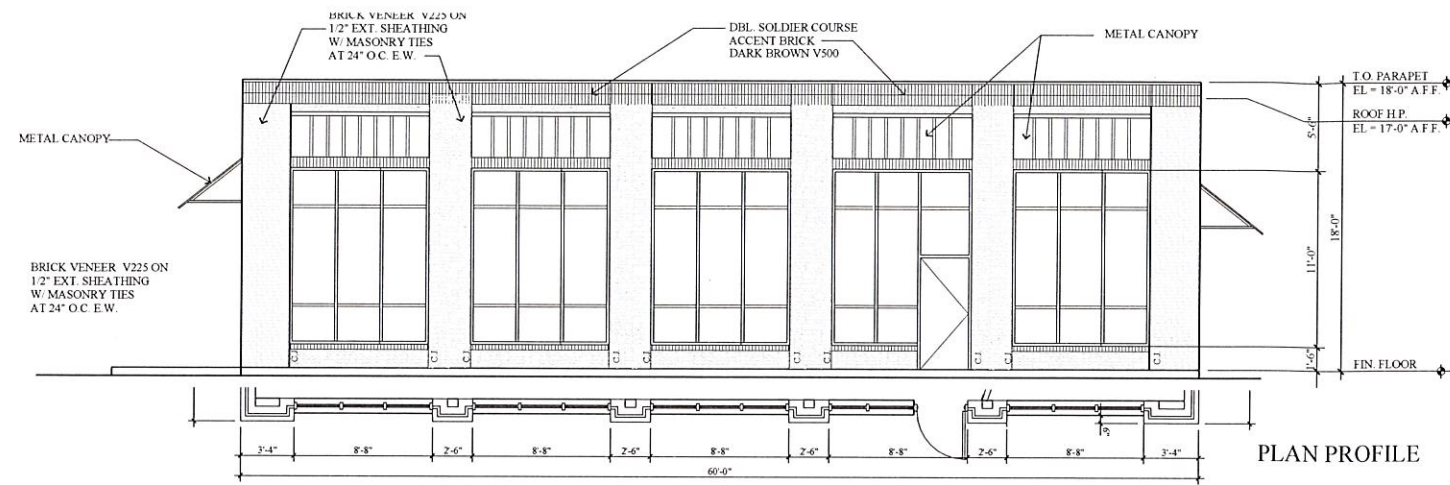 BRICK VENEER V225 ON
1/2" EXT. SHEATHING
W/ MASONRY TIES
AT 24" O.C. E.W.
DBL. SOLDIER COURSE
ACCENT BRICK
DARK BROWN V500
METAL CANOPY
T.O. PARAPET
EL = 18'-0" A.F.F.
ROOF H.P.
EL = 17'-0" A.F.F.
METAL CANOPY
5'-6"
18'-0"
11'-0"
BRICK VENEER V225 ON
1/2" EXT. SHEATHING
W/ MASONRY TIES
AT 24" O.C. E.W.
C.J.
C.J.
C.J.
C.J.
C.J.
C.J.
C.J.
C.J.
C.J.
C.J.
1'-6"
FIN. FLOOR
6"
3'-4"
8'-8"
2'-6"
8'-8"
2'-6"
8'-8"
2'-6"
8'-8"
2'-6"
8'-8"
3'-4"
60'-0"
PLAN PROFILE